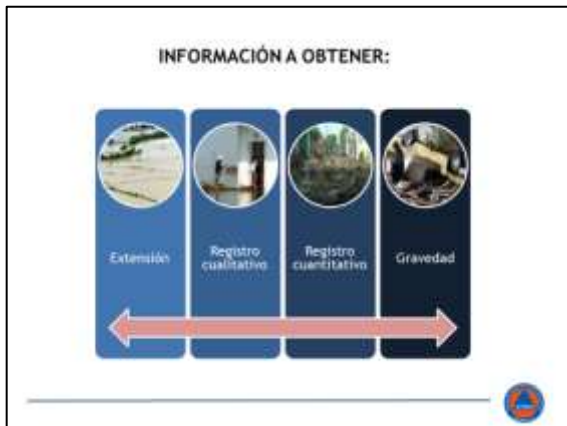 INFORMACIÓN A OBTENER:
Extensión
Registro
cualitativo
Registro
cuantitativo
Gravedad